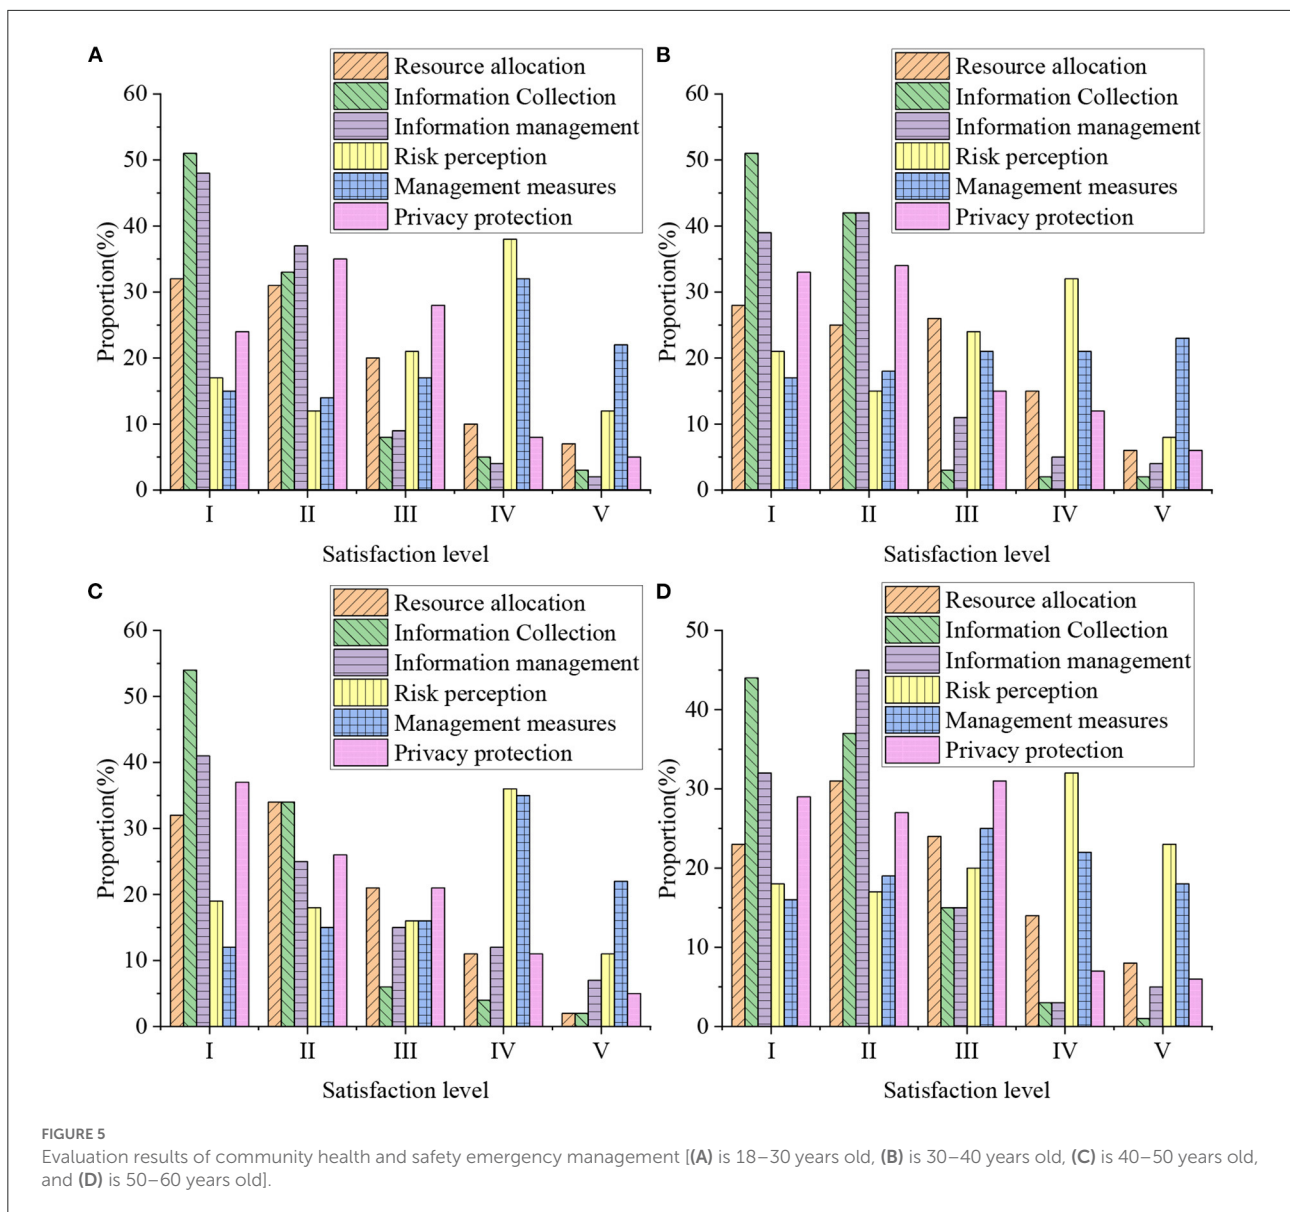 A
Resource allocation
Information Collection
Information management
Risk perception
Management measures
Privacy protection
60
50
40
30
20
10
0
Proportion(%)
I II III IV V
Satisfaction level
B
Resource allocation
Information Collection
Information management
Risk perception
Management measures
Privacy protection
60
50
40
30
20
10
0
Proportion(%)
I II III IV V
Satisfaction level
C
Resource allocation
Information Collection
Information management
Risk perception
Management measures
Privacy protection
60
50
40
30
20
10
0
Proportion(%)
I II III IV V
Satisfaction level
D
Resource allocation
Information Collection
Information management
Risk perception
Management measures
Privacy protection
50
40
30
20
10
0
Proportion(%)
I II III IV V
Satisfaction level
FIGURE 5
Evaluation results of community health and safety emergency management [(A) is 18–30 years old, (B) is 30–40 years old, (C) is 40–50 years old,
and (D) is 50–60 years old].